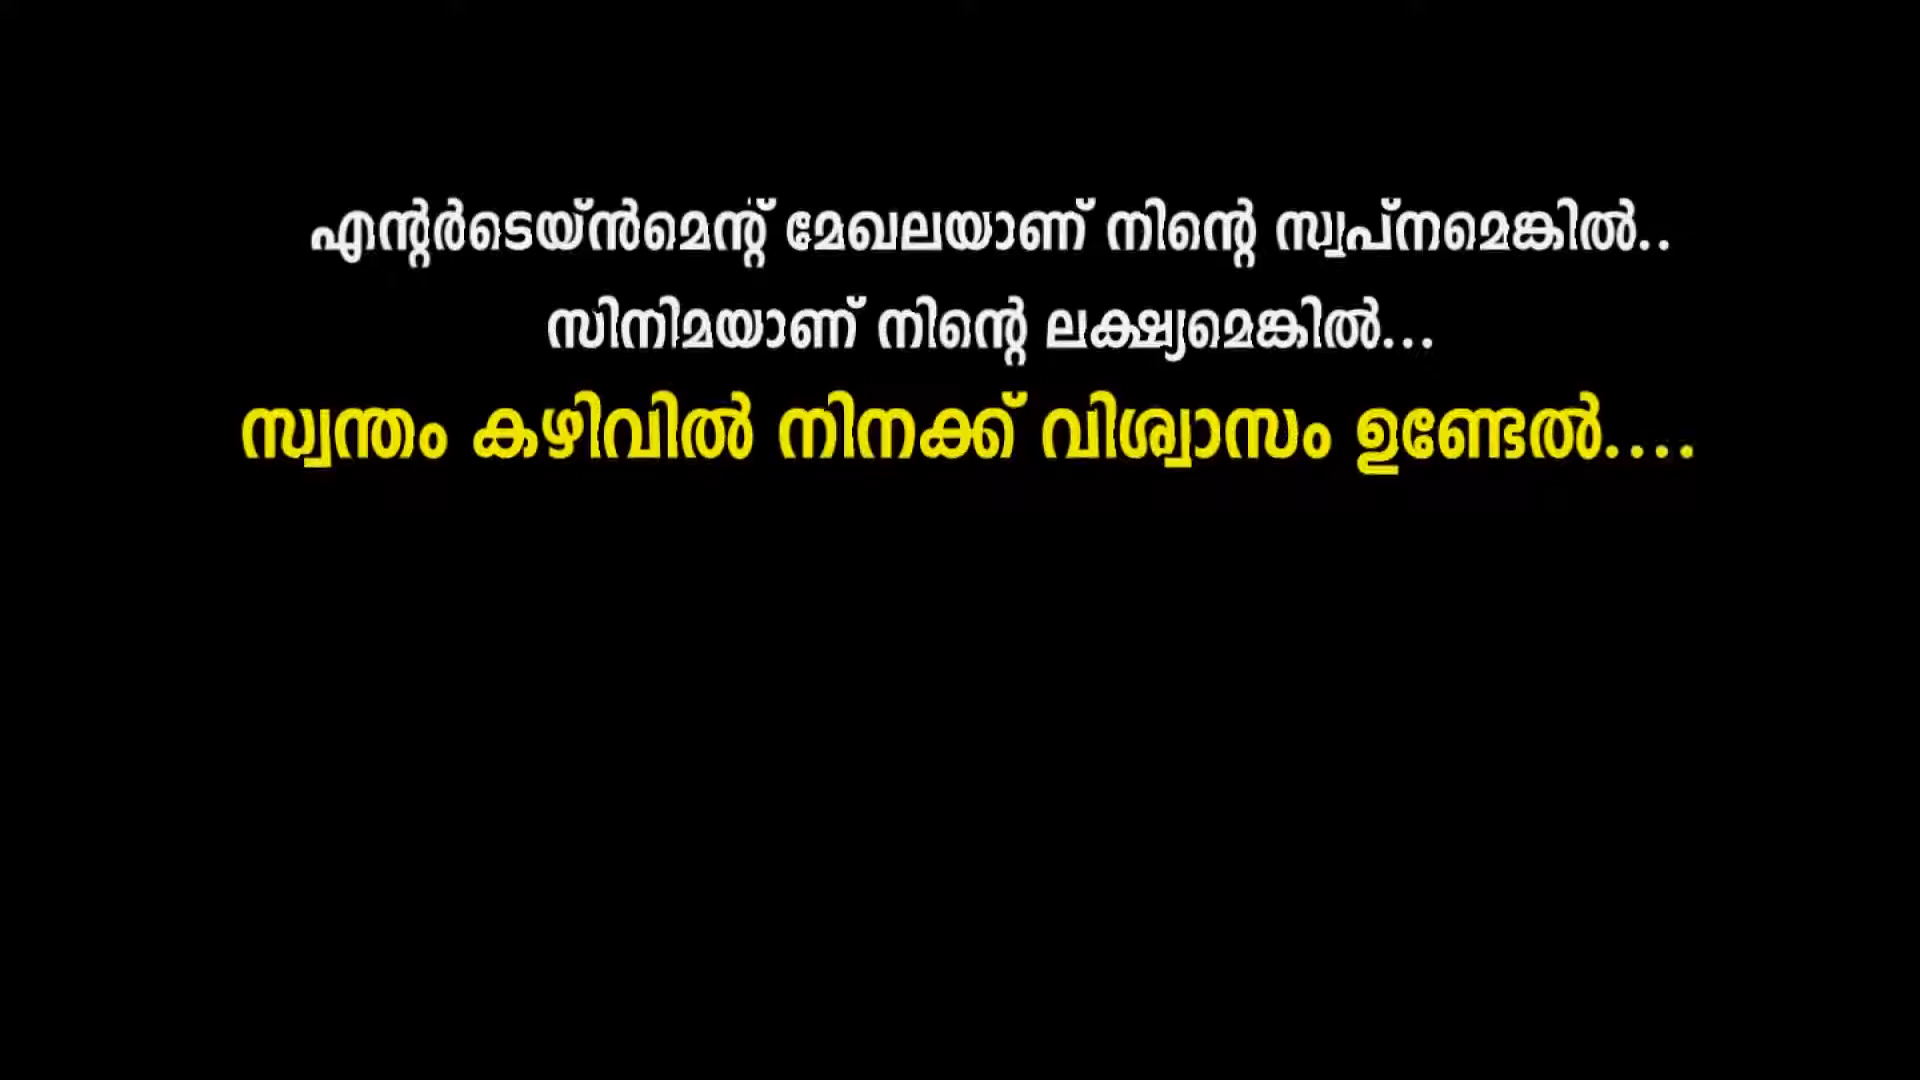 എന്റർടെയ്ൻമെന്റ് മേഖലയാണ് നിന്റെ സ്വപ്നമെങ്കിൽ..
സിനിമയാണ് നിന്റെ ലക്ഷ്യമെങ്കിൽ...
സ്വന്തം കഴിവിൽ നിനക്ക് വിശ്വാസം ഉണ്ടേൽ....